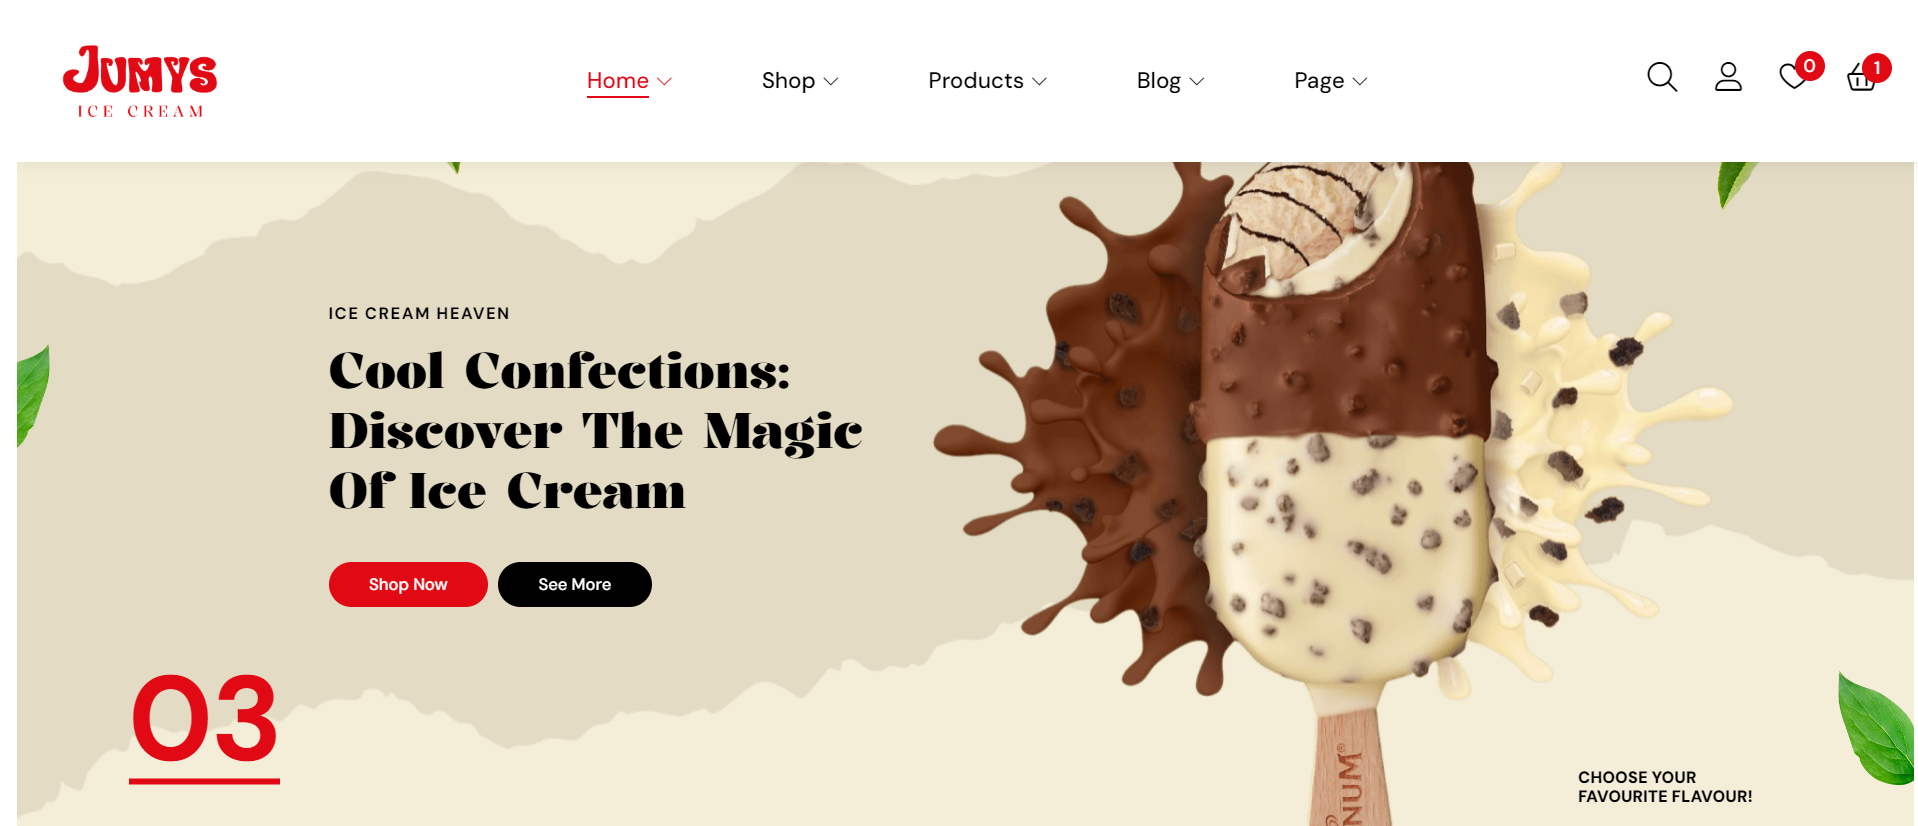 JUMYS
ICE CREAM
Home
Shop
Products
Blog
Page
0
1
ICE CREAM HEAVEN
Cool Confections:
Discover The Magic
Of Ice Cream
Shop Now
See More
03
NUM®
CHOOSE YOUR
FAVOURITE FLAVOUR!